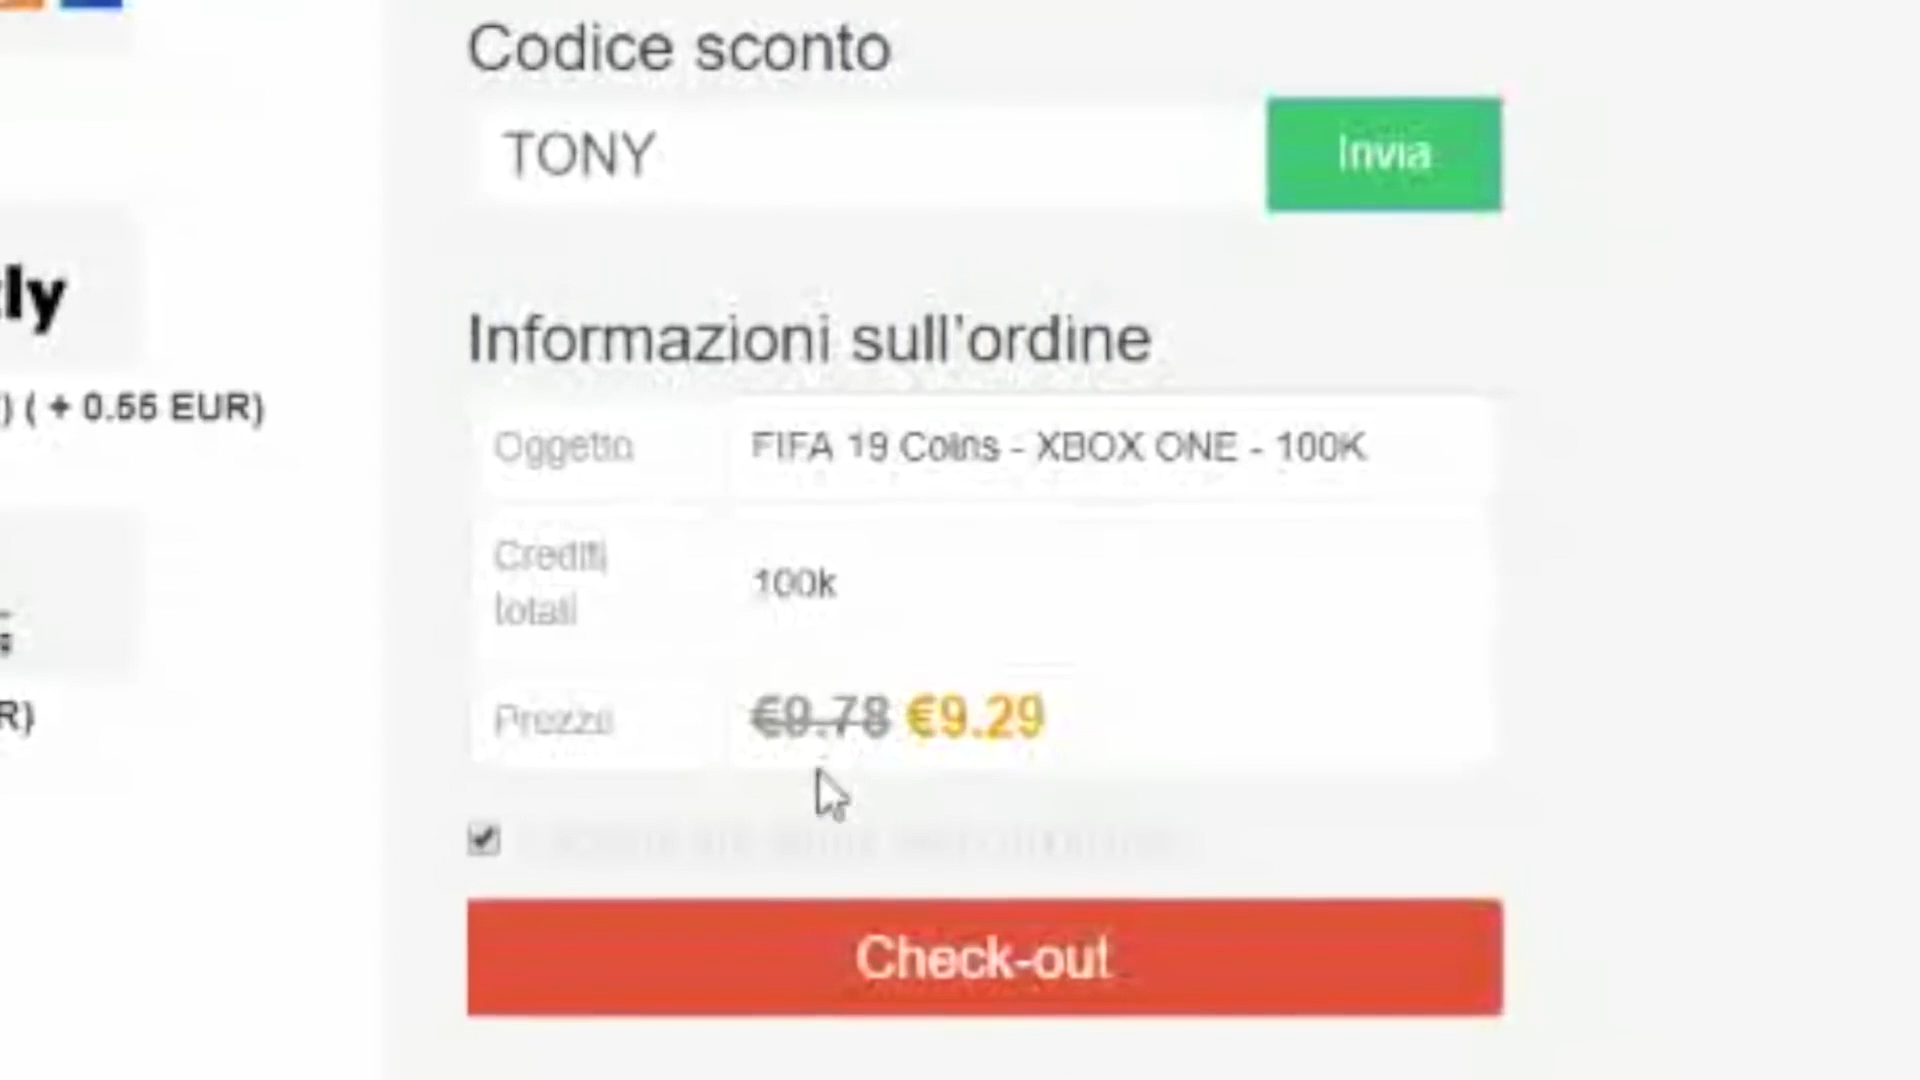 Codice sconto
TONY
Invia
Informazioni sull'ordine
) ( + 0.55 EUR)
Oggetto
FIFA 19 Coins - XBOX ONE - 100K
Crediti
totali
100k
R)
Prezzo
€9.78 €9.29
Check-out